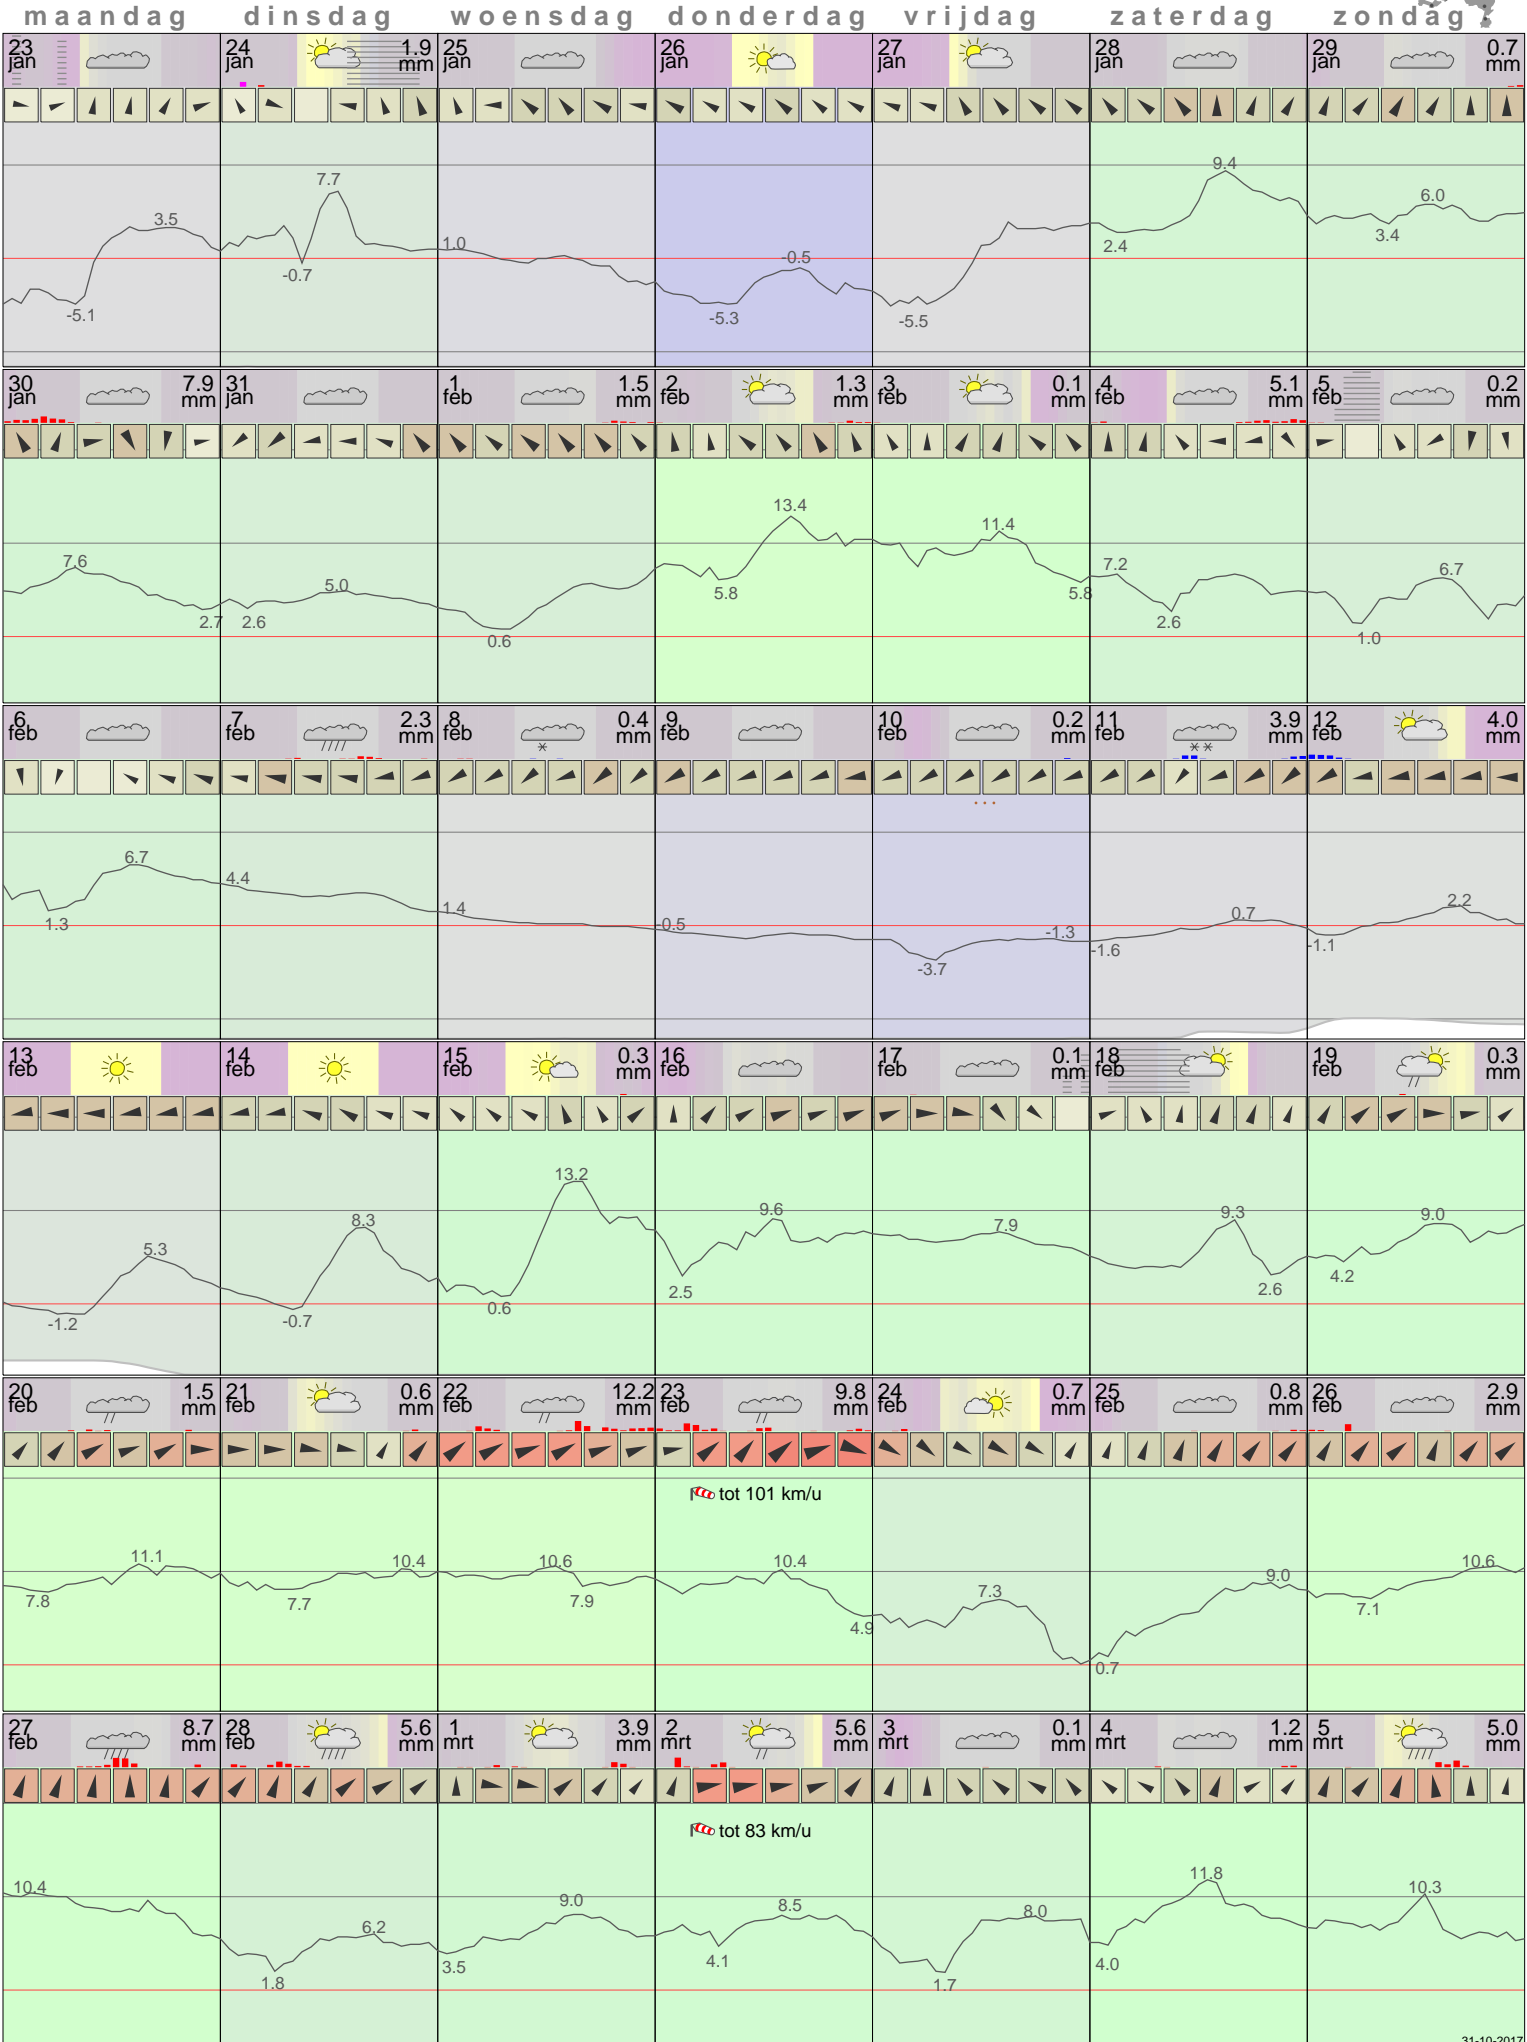 maandag dinsdag woensdag donderdag vrijdag zaterdag zondag
23 24 1.9 25 26 27 28 29 0.7
jan jan mm jan jan jan jan jan mm
9.4
7.7
6.0
3.5
3.4
1.0 2.4
-0.5
-0.7
-5.1 -5.3 -5.5
30 7.9 31 1 1.5 2 1.3 3 0.1 4 5.1 5 0.2
jan mm jan feb mm feb mm feb mm feb mm feb mm
13.4
11.4
7.6 7.2 6.7
5.0
5.8 5.8
2.7 2.6 2.6
0.6 1.0
6 7 2.3 8 0.4 9 10 0.2 11 3.9 12 4.0
feb feb mm feb mm feb feb mm feb mm feb mm
6.7
4.4
1.4 0.7 2.2
1.3 -0.5 -1.3
-1.6 -1.1
-3.7
13 14 15 0.3 16 17 0.1 18 19 0.3
feb feb feb mm feb feb mm feb feb mm
13.2
9.6 9.3 9.0
8.3 7.9
5.3
4.2
2.5 2.6
-1.2 -0.7 0.6
20 1.5 21 0.6 22 12.2 23 9.8 24 0.7 25 0.8 26 2.9
feb mm feb mm feb mm feb mm feb mm feb mm feb mm
tot 101 km/u
11.1 10.4 10.6 10.4 9.0 10.6
7.8 7.7 7.9 7.3 7.1
4.9
0.7
27 8.7 28 5.6 1 3.9 2 5.6 3 0.1 4 1.2 5 5.0
feb mm feb mm mrt mm mrt mm mrt mm mrt mm mrt mm
tot 83 km/u
10.4 9.0 8.5 8.0 11.8 10.3
6.2
3.5 4.1 4.0
1.8 1.7
31-10-2017